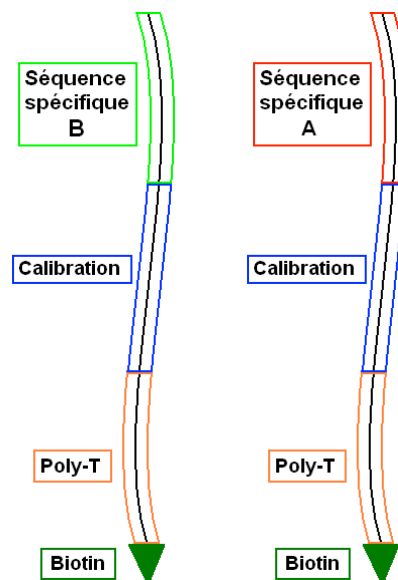 Séquence
spécifique
B
Calibration
Poly-T
Biotin
Séquence
spécifique
A
Calibration
Poly-T
Biotin